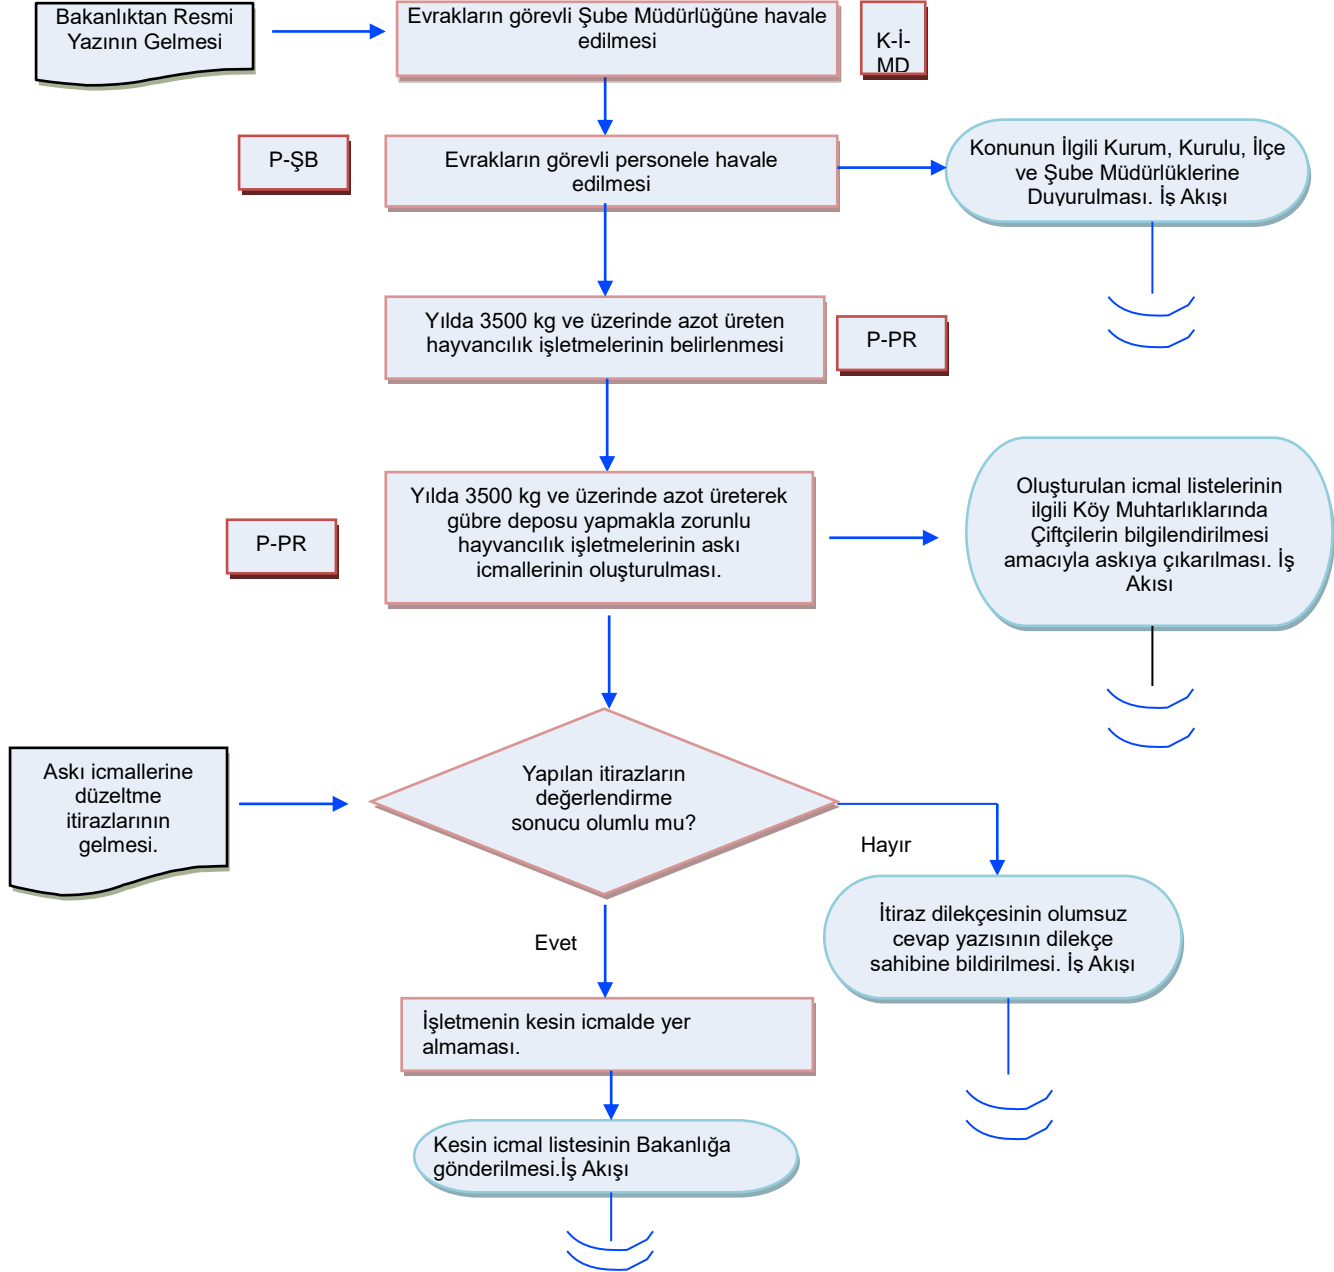 Bakanlıktan Resmi
Yazının Gelmesi
Evrakların görevli Şube Müdürlüğüne havale
edilmesi
K-İ-
MD
P-ŞB
Evrakların görevli personele havale
edilmesi
Konunun İlgili Kurum, Kurulu, İlçe
ve Şube Müdürlüklerine
Duyurulması. İş Akışı
Yılda 3500 kg ve üzerinde azot üreten
hayvancılık işletmelerinin belirlenmesi
P-PR
P-PR
Yılda 3500 kg ve üzerinde azot üreterek
gübre deposu yapmakla zorunlu
hayvancılık işletmelerinin askı
icmallerinin oluşturulması.
Oluşturulan icmal listelerinin
ilgili Köy Muhtarlıklarında
Çiftçilerin bilgilendirilmesi
amacıyla askıya çıkarılması. İş
Akısı
Askı icmallerine
düzeltme
itirazlarının
gelmesi.
Yapılan itirazların
değerlendirme
sonucu olumlu mu?
Hayır
İtiraz dilekçesinin olumsuz
cevap yazısının dilekçe
sahibine bildirilmesi. İş Akışı
Evet
İşletmenin kesin icmalde yer
almaması.
Kesin icmal listesinin Bakanlığa
gönderilmesi.İş Akışı